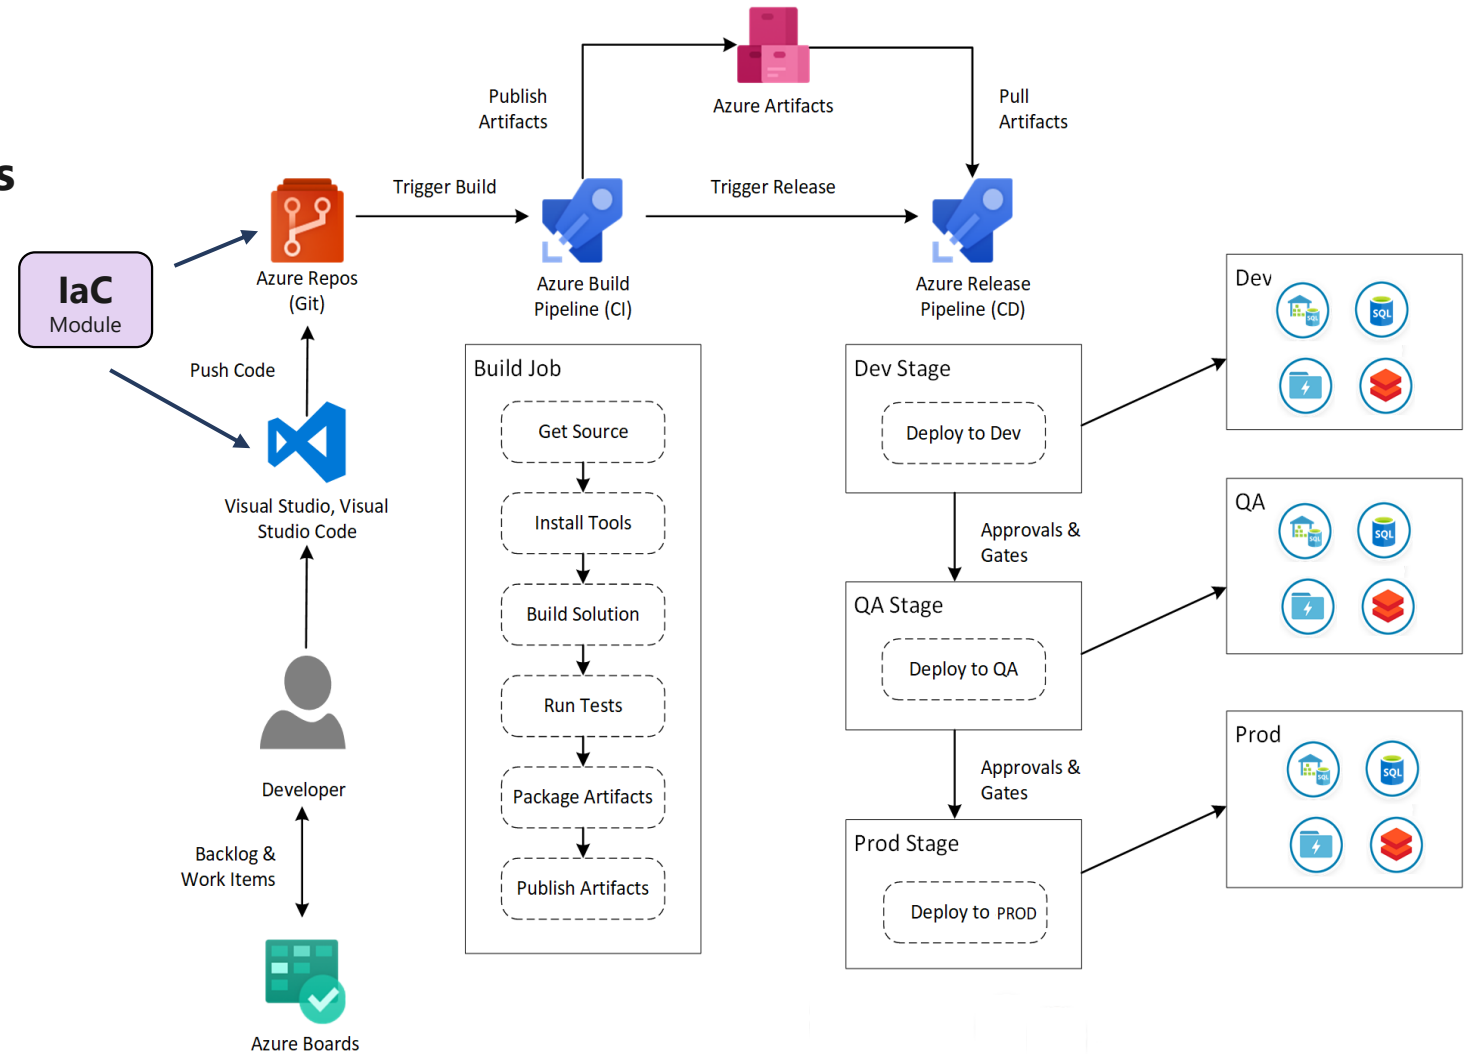 Publish
Artifacts
Azure Artifacts
Pull
Artifacts
s
Trigger Build
Trigger Release
IaC
Module
Azure Repos
(Git)
Azure Build
Pipeline (CI)
Azure Release
Pipeline (CD)
Push Code
Visual Studio, Visual
Studio Code
Developer
Backlog &
Work Items
Azure Boards
Build Job
Get Source
Install Tools
Build Solution
Run Tests
Package Artifacts
Publish Artifacts
Dev Stage
Deploy to Dev
Approvals &
Gates
QA Stage
Deploy to QA
Approvals &
Gates
Prod Stage
Deploy to PROD
Dev
SQL
SQL
QA
SQL
SQL
Prod
SQL
SQL